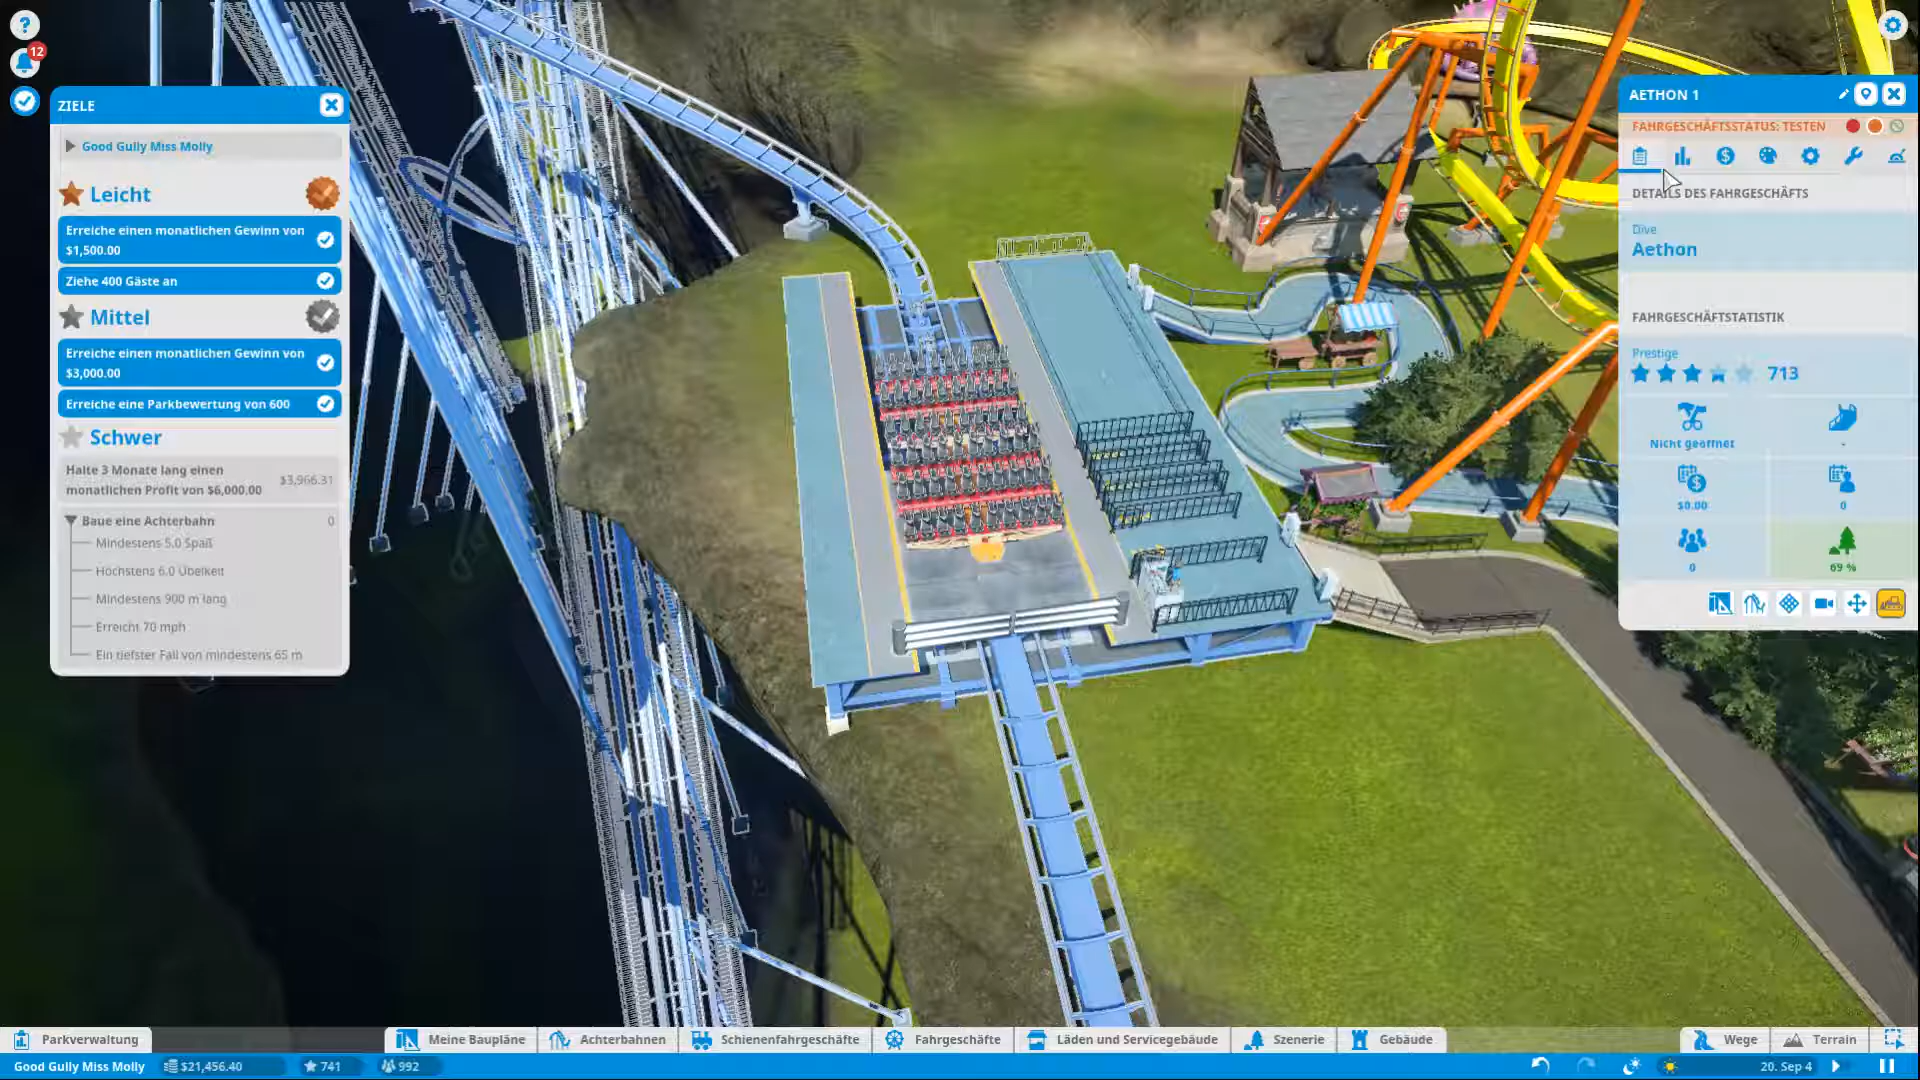 12
ZIELE
Good Gully Miss Molly
Leicht
Erreiche einen monatlichen Gewinn von
$1,500.00
Ziehe 400 Gäste an
Mittel
Erreiche einen monatlichen Gewinn von
$3,000.00
Erreiche eine Parkbewertung von 600
Schwer
Halte 3 Monate lang einen
monatlichen Profit von $6,000.00
$3,966.31
Baue eine Achterbahn
0
Mindestens 5.0 Spaß
Höchstens 6.0 Übelkeit
Mindestens 900 m lang
Erreicht 70 mph
Ein tiefster Fall von mindestens 65 m
AETHON 1
FAHRGESCHÄFTSSTATUS: TESTEN
DETAILS DES FAHRGESCHÄFTS
Dive
Aethon
FAHRGESCHÄFTSTATISTIK
Prestige
713
Nicht geöffnet
-
$0.00
0
0
69 %
Parkverwaltung
Meine Baupläne
Achterbahnen
Schienenfahrgeschäfte
Fahrgeschäfte
Läden und Servicegebäude
Szenerie
Gebäude
Wege
Terrain
Good Gully Miss Molly
$21,456.40
741
992
20. Sep 4